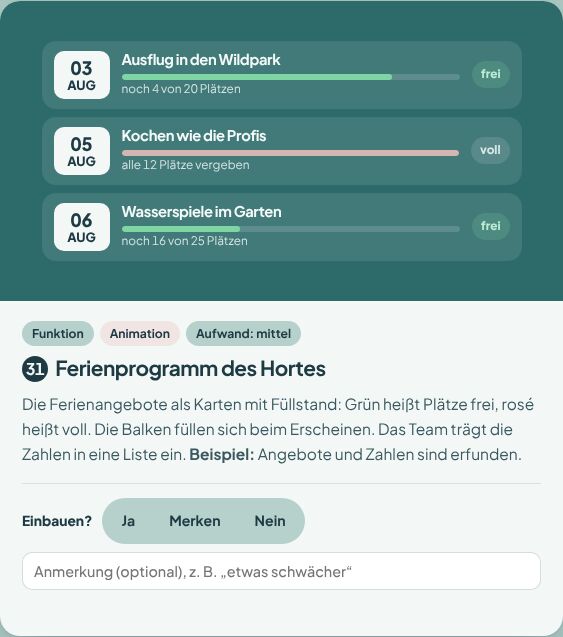 03
AUG
Ausflug in den Wildpark
noch 4 von 20 Plätzen
frei
05
AUG
Kochen wie die Profis
alle 12 Plätze vergeben
voll
06
AUG
Wasserspiele im Garten
noch 16 von 25 Plätzen
frei
Funktion
Animation
Aufwand: mittel
31 Ferienprogramm des Hortes
Die Ferienangebote als Karten mit Füllstand: Grün heißt Plätze frei, rosé
heißt voll. Die Balken füllen sich beim Erscheinen. Das Team trägt die
Zahlen in eine Liste ein. Beispiel: Angebote und Zahlen sind erfunden.
Einbauen? Ja Merken Nein
Anmerkung (optional), z. B. „etwas schwächer“